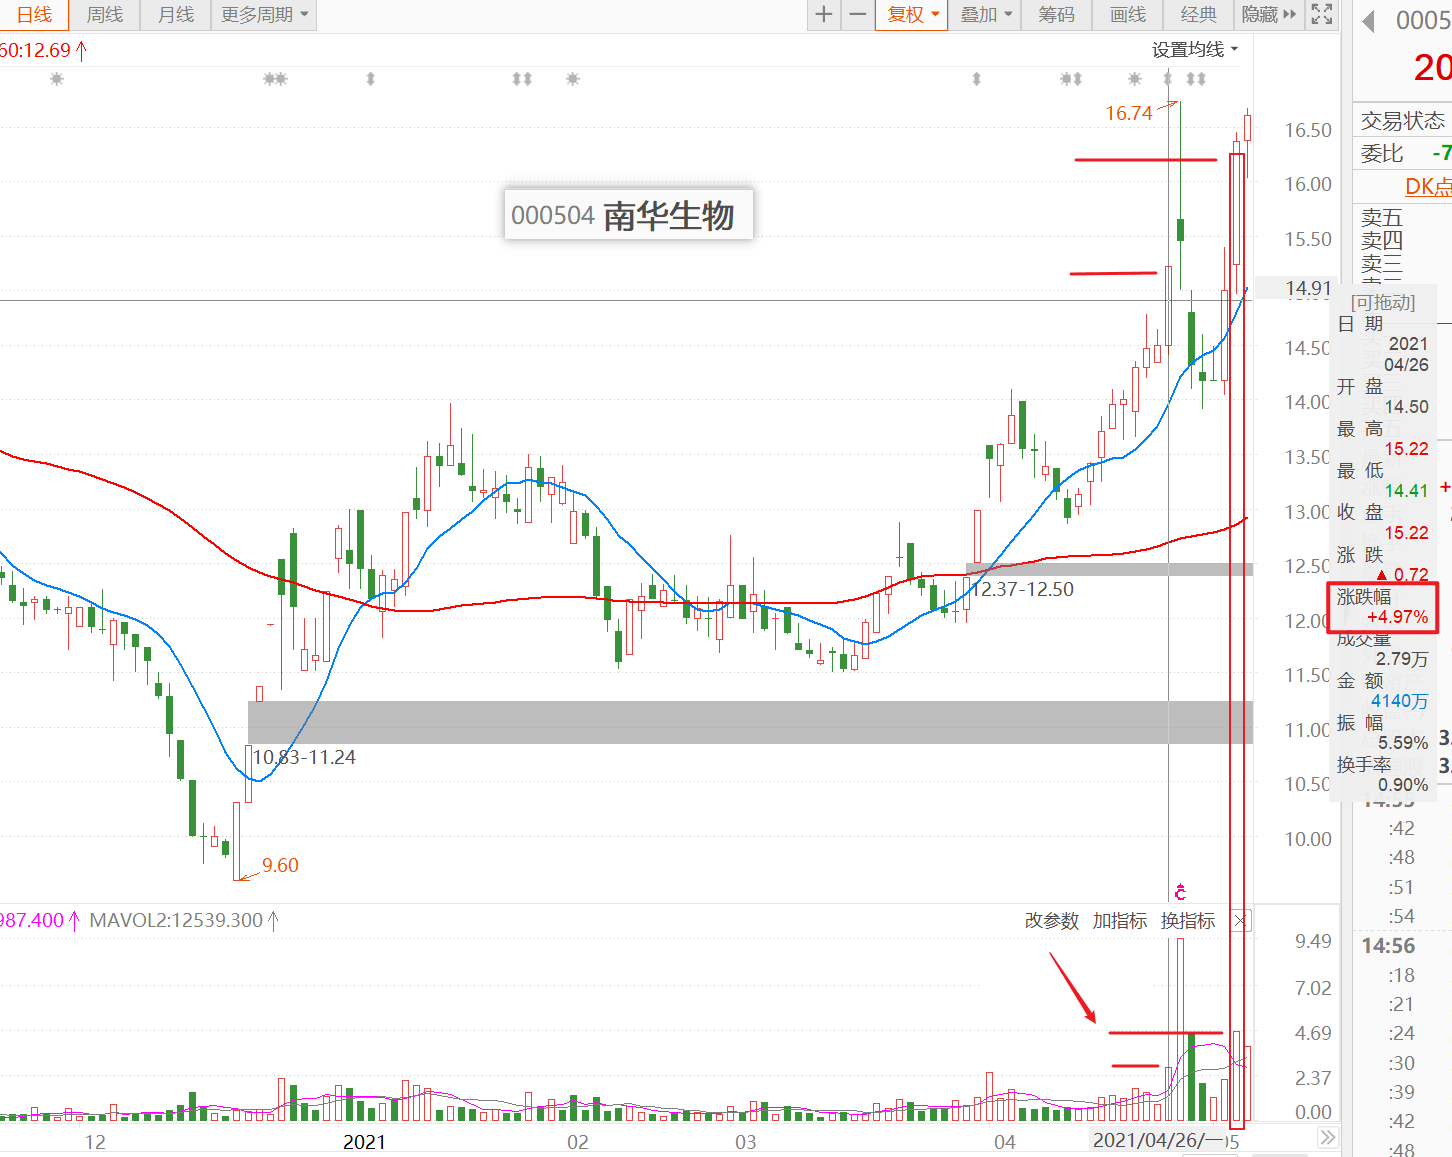 日线 周线 月线 更多周期 复权 叠加 筹码 画线 经典 隐藏
60:12.69
设置均线
16.74
000504 南华生物
16.50
16.00
15.50
14.91
14.50
14.00
13.50
13.00
12.50
12.00
11.50
11.00
10.50
10.00
12.37-12.50
10.83-11.24
9.60
987.400 MAVOL2:12539.300
改参数 加指标 换指标
9.49
7.02
4.69
2.37
0.00
12 2021 02 03 04 2021/04/26/一 05
0005
20
交易状态
委比 -7
DK点
卖五
卖四
卖三
[可拖动]
日 期
2021
04/26
开 盘
14.50
最 高
15.22
最 低
14.41
收 盘
15.22
涨 跌
▲ 0.72
涨跌幅
+4.97%
成交量
2.79万
金 额
4140万
振 幅
5.59%
换手率
0.90%
:42
:48
:51
:54
14:56
:18
:21
:24
:30
:39
:42
:48